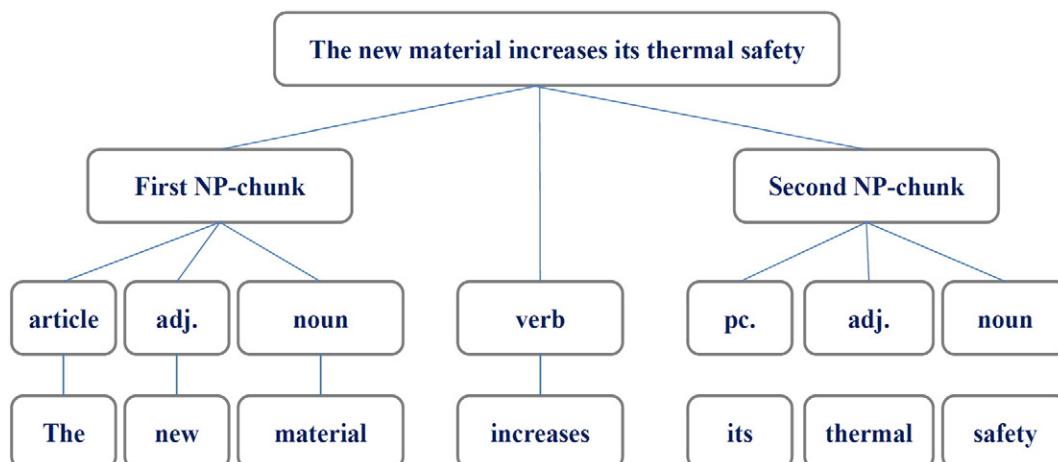 The new material increases its thermal safety
First NP-chunk
Second NP-chunk
article
adj.
noun
verb
pc.
adj.
noun
The
new
material
increases
its
thermal
safety